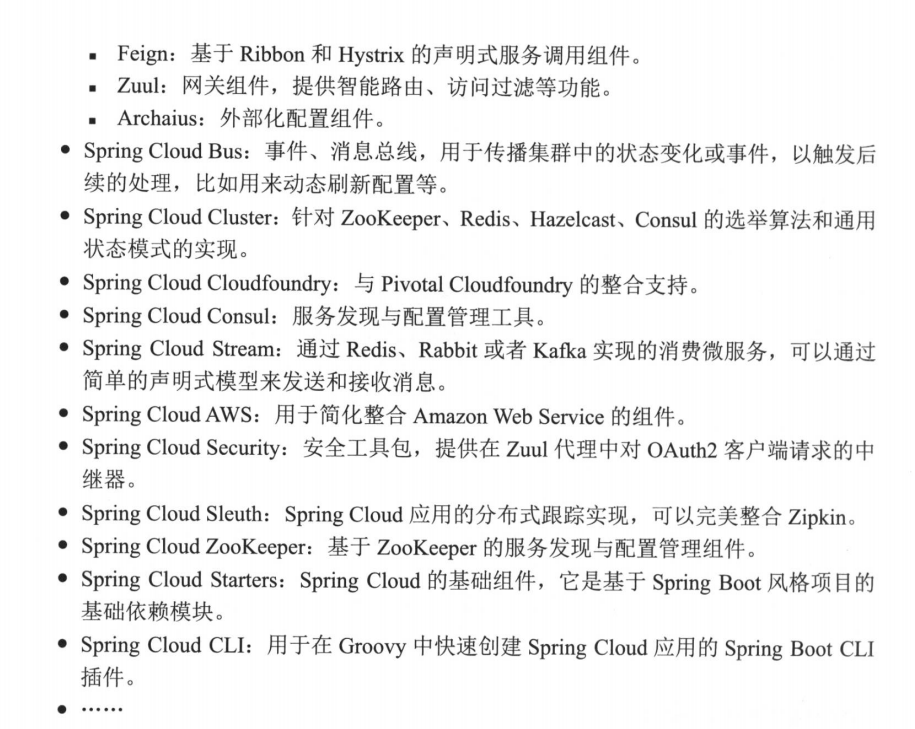 ▪ Feign：基于 Ribbon 和 Hystrix 的声明式服务调用组件。
▪ Zuul：网关组件，提供智能路由、访问过滤等功能。
▪ Archaius：外部化配置组件。
● Spring Cloud Bus：事件、消息总线，用于传播集群中的状态变化或事件，以触发后
续的处理，比如用来动态刷新配置等。
● Spring Cloud Cluster：针对 ZooKeeper、Redis、Hazelcast、Consul 的选举算法和通用
状态模式的实现。
● Spring Cloud Cloudfoundry：与 Pivotal Cloudfoundry 的整合支持。
● Spring Cloud Consul：服务发现与配置管理工具。
● Spring Cloud Stream：通过 Redis、Rabbit 或者 Kafka 实现的消费微服务，可以通过
简单的声明式模型来发送和接收消息。
● Spring Cloud AWS：用于简化整合 Amazon Web Service 的组件。
● Spring Cloud Security：安全工具包，提供在 Zuul 代理中对 OAuth2 客户端请求的中
继器。
● Spring Cloud Sleuth：Spring Cloud 应用的分布式跟踪实现，可以完美整合 Zipkin。
● Spring Cloud ZooKeeper：基于 ZooKeeper 的服务发现与配置管理组件。
● Spring Cloud Starters：Spring Cloud 的基础组件，它是基于 Spring Boot 风格项目的
基础依赖模块。
● Spring Cloud CLI：用于在 Groovy 中快速创建 Spring Cloud 应用的 Spring Boot CLI
插件。
● ……